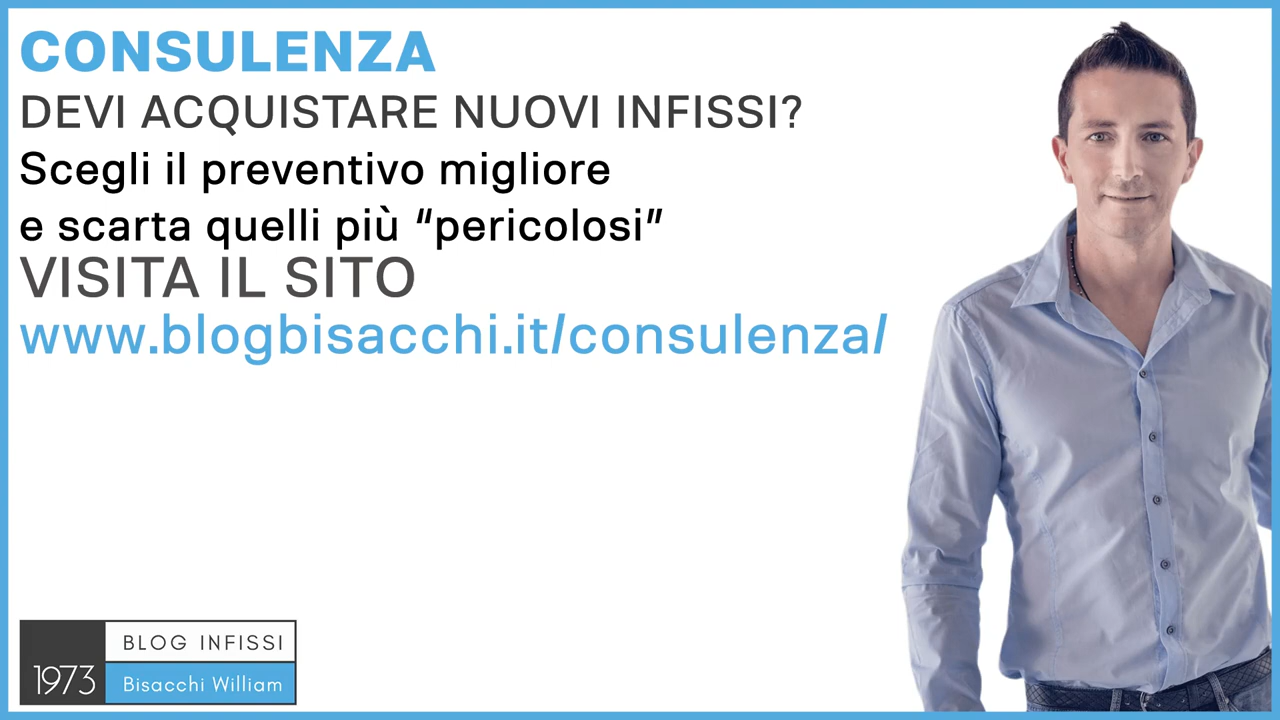 CONSULENZA
DEVI ACQUISTARE NUOVI INFISSI?
Scegli il preventivo migliore
e scarta quelli più “pericolosi”
VISITA IL SITO
www.blogbisacchi.it/consulenza/
BLOG INFISSI
1973
Bisacchi William